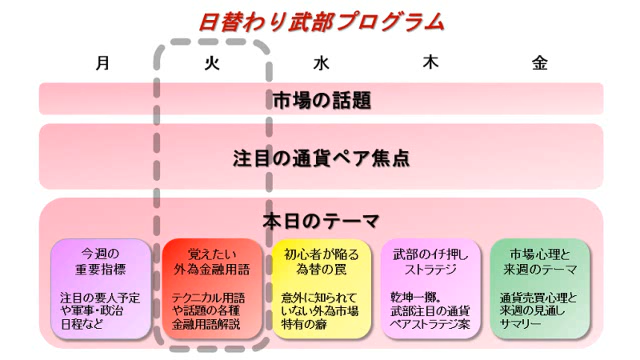 日替わり武部プログラム
月 火 水 木 金
市場の話題
注目の通貨ペア焦点
本日のテーマ
今週の
重要指標
注目の要人予定
や軍事・政治
日程など
覚えたい
外為金融用語
テクニカル用語
や話題の各種
金融用語解説
初心者が陥る
為替の罠
意外に知られて
いない外為市場
特有の癖
武部のイチ押し
ストラテジ
乾坤一擲。
武部注目の通貨
ペアストラテジ案
市場心理と
来週のテーマ
通貨売買心理と
来週の見通し
サマリー